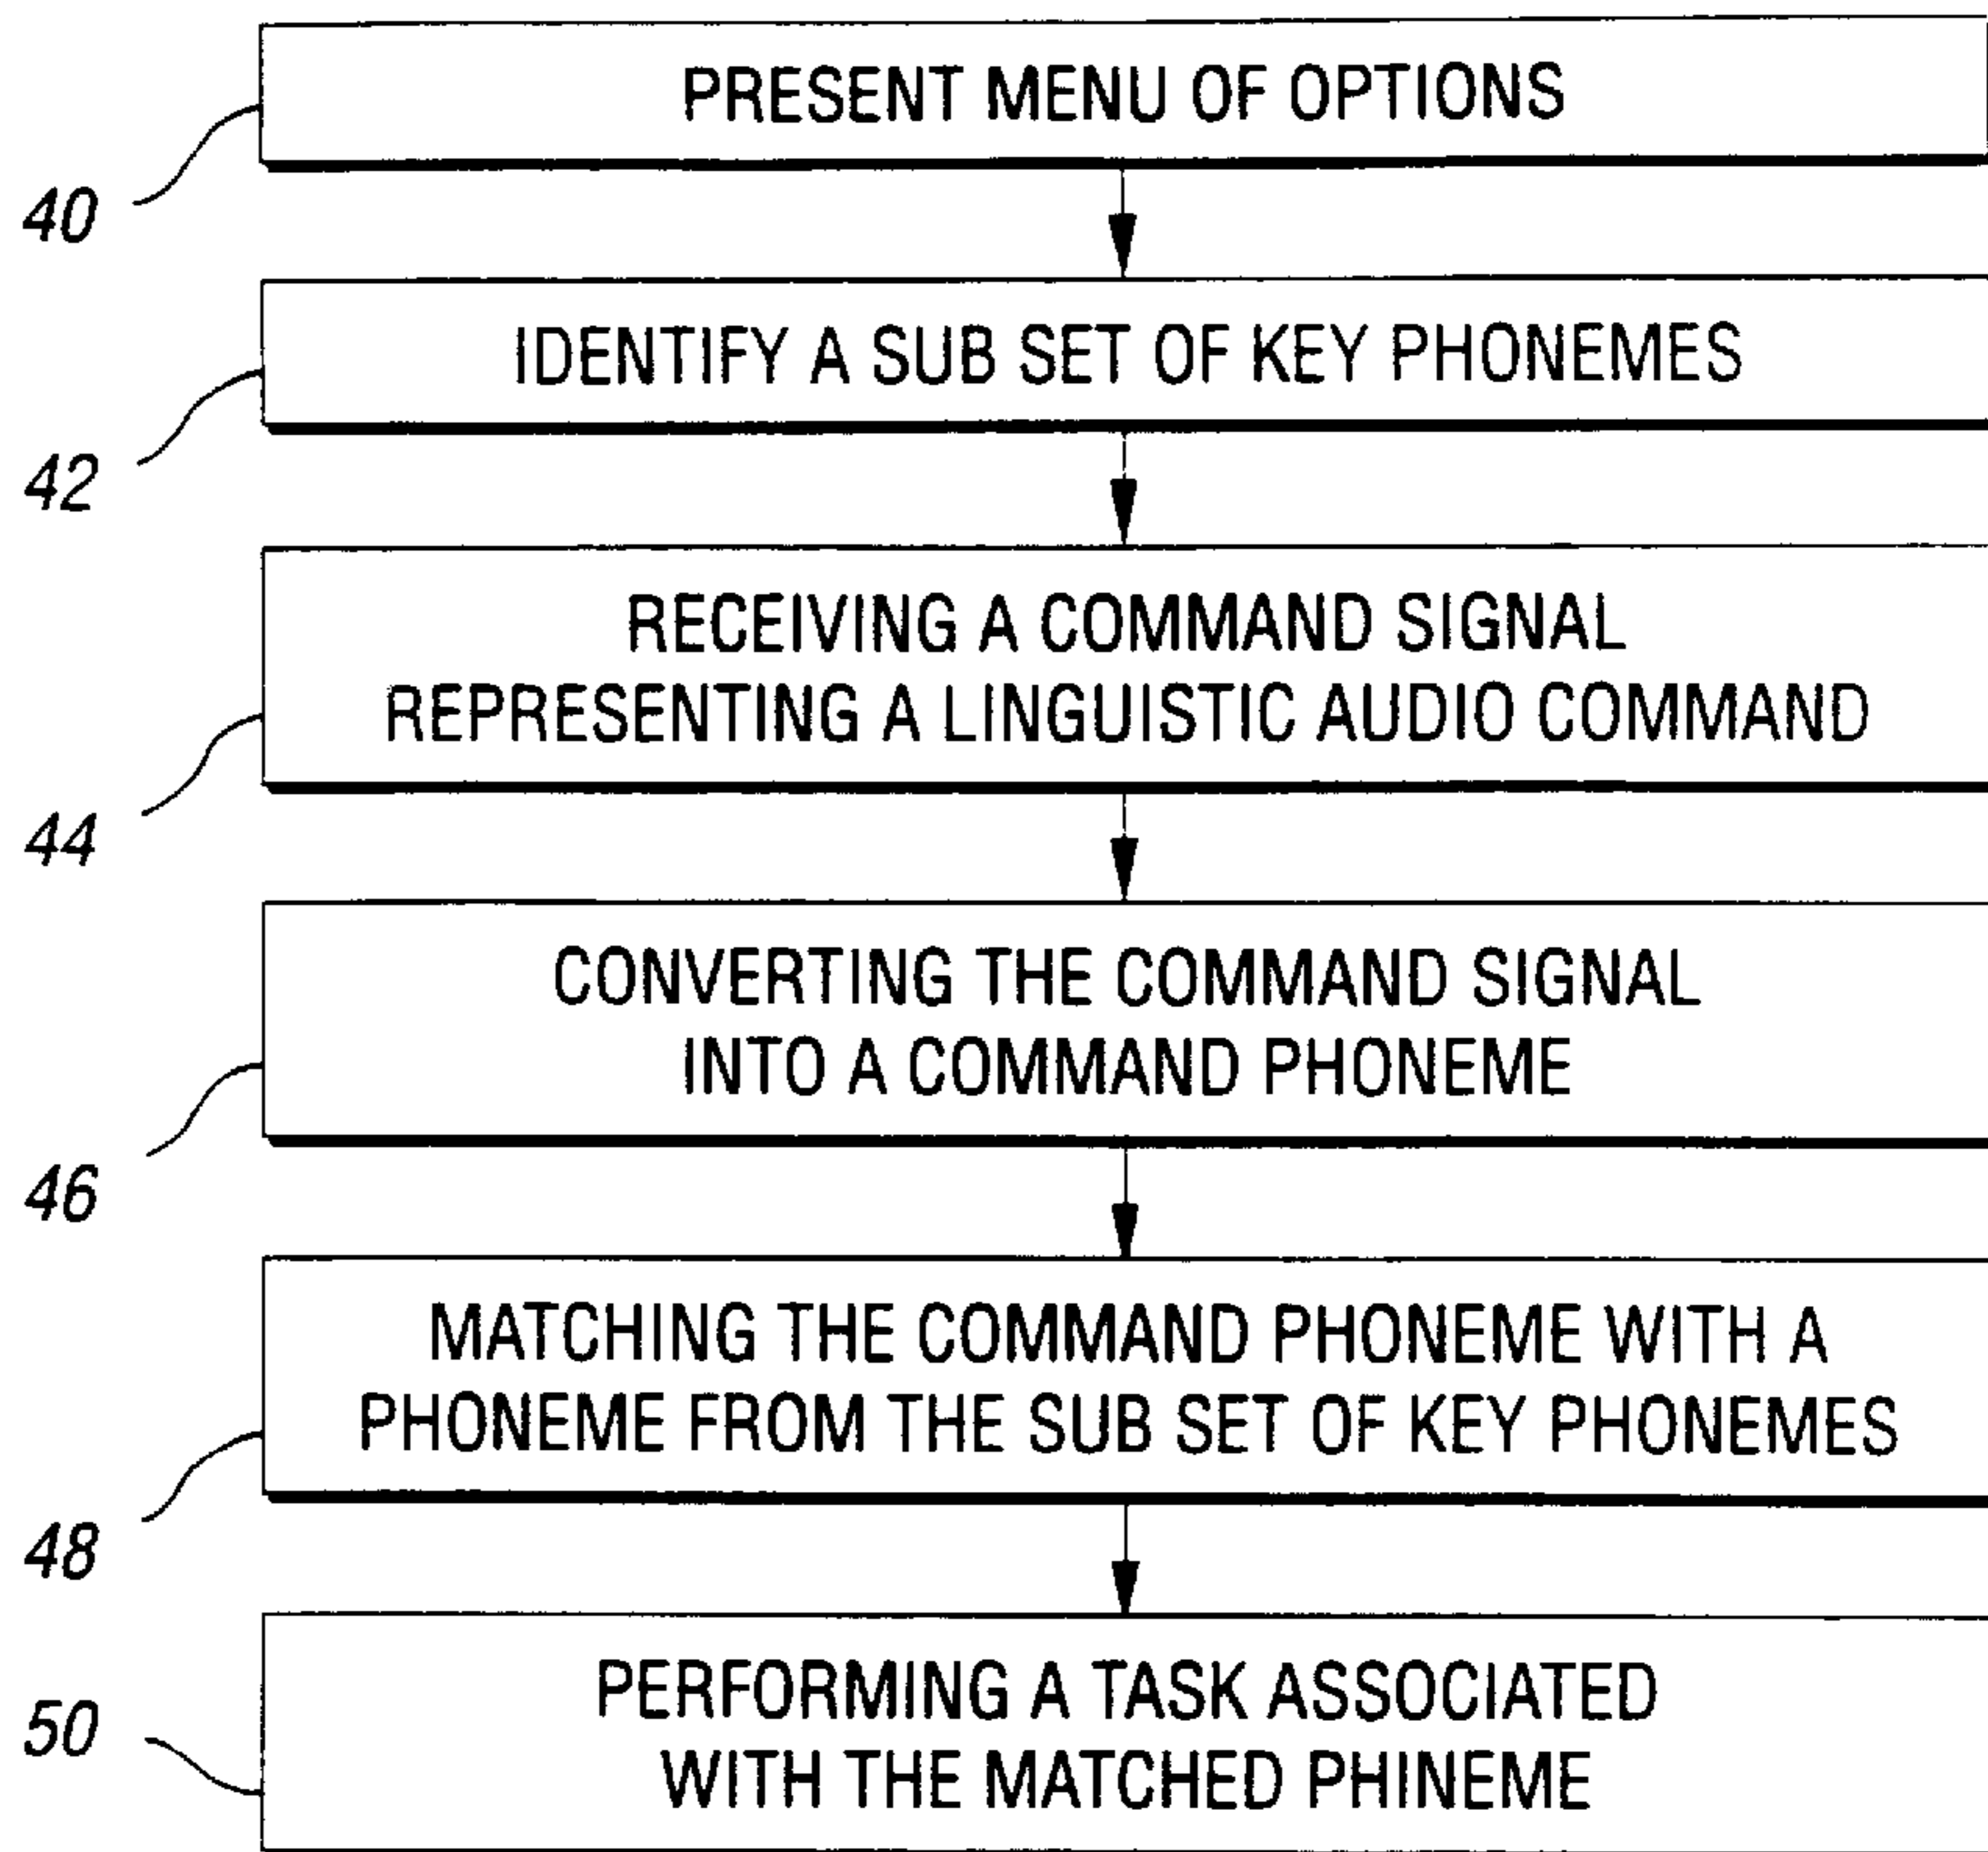 PRESENT MENU OF OPTIONS
40
IDENTIFY A SUB SET OF KEY PHONEMES
42
RECEIVING A COMMAND SIGNAL
REPRESENTING A LINGUISTIC AUDIO COMMAND
44
CONVERTING THE COMMAND SIGNAL
INTO A COMMAND PHONEME
46
MATCHING THE COMMAND PHONEME WITH A
PHONEME FROM THE SUB SET OF KEY PHONEMES
48
PERFORMING A TASK ASSOCIATED
WITH THE MATCHED PHINEME
50